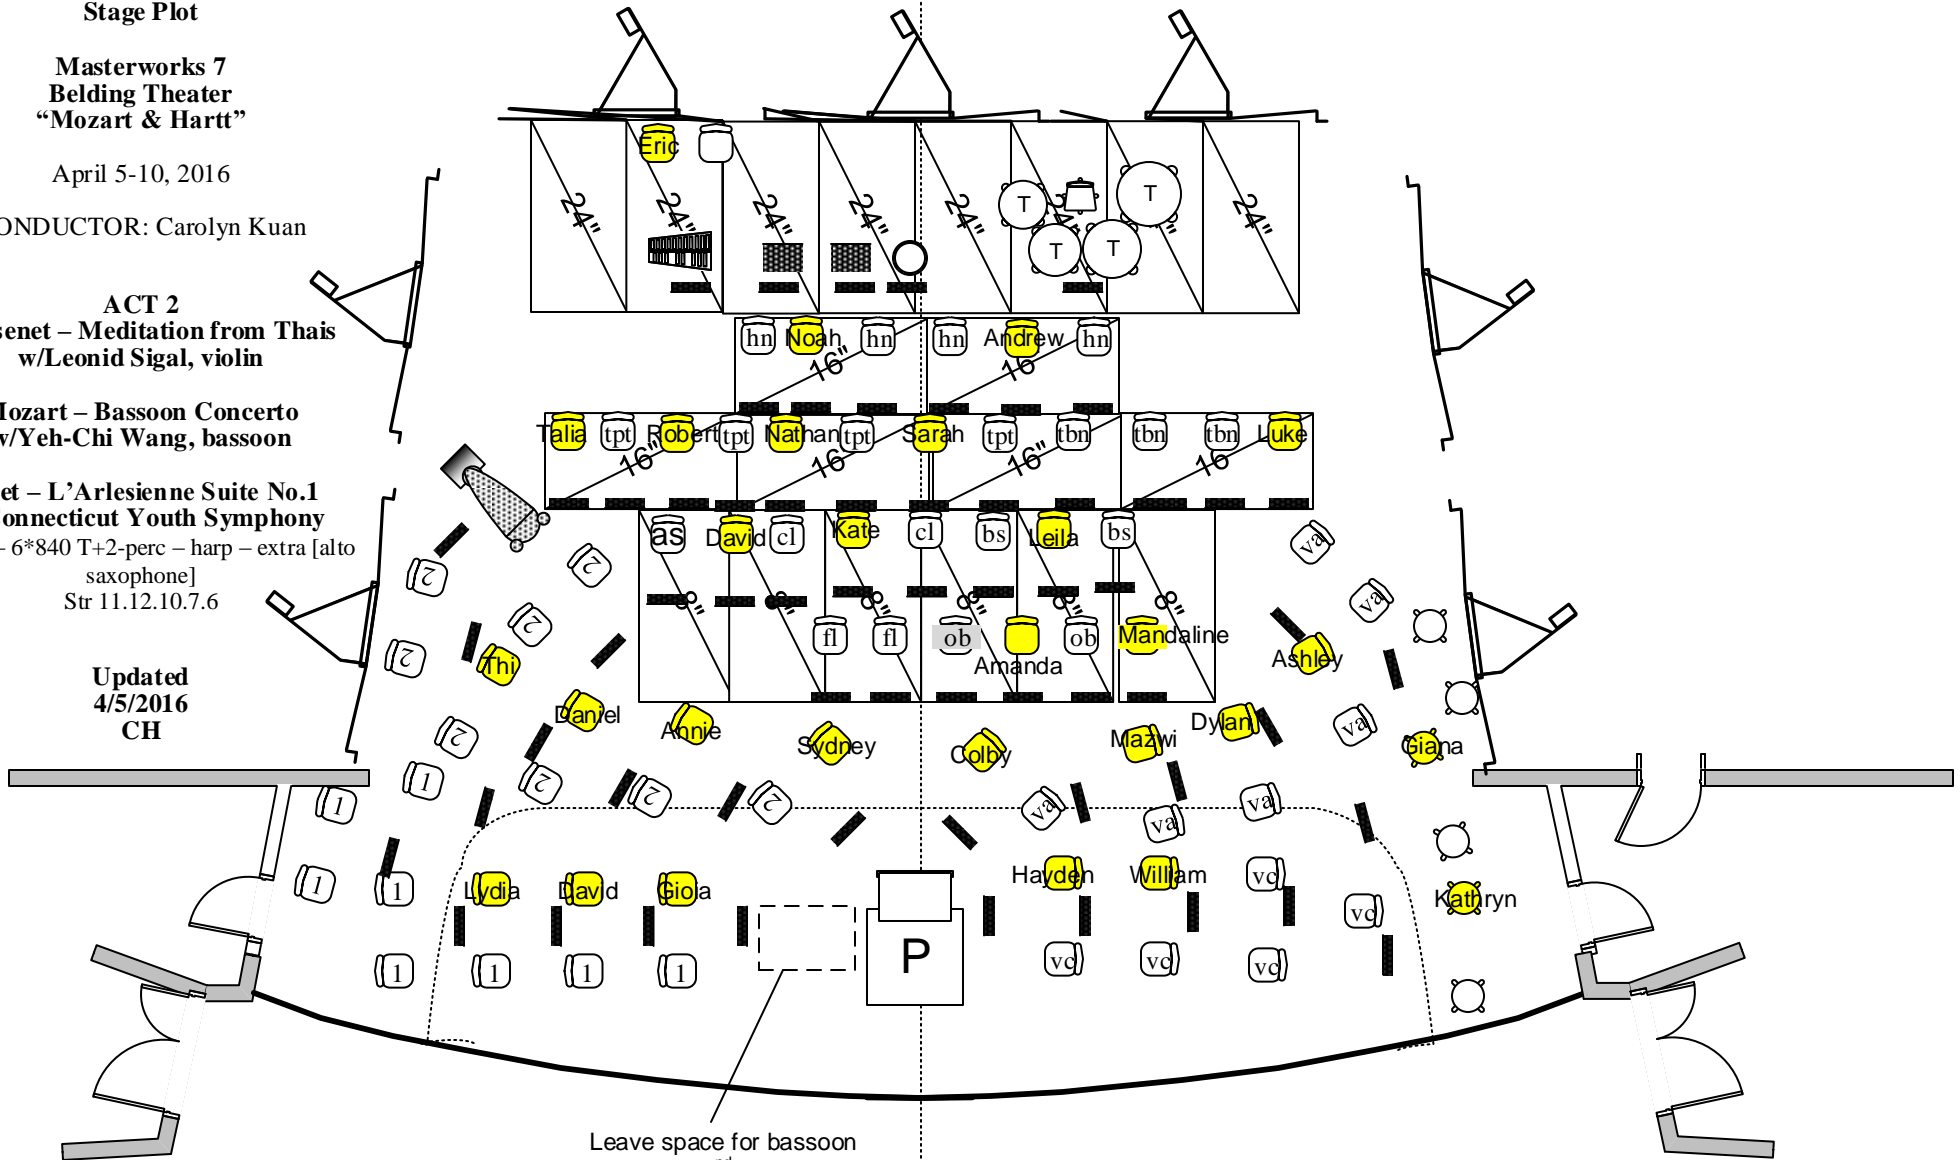 Stage Plot
Masterworks 7
Belding Theater
“Mozart & Hartt”
April 5-10, 2016
ONDUCTOR: Carolyn Kuan
ACT 2
senet – Meditation from Thais
w/Leonid Sigal, violin
Mozart – Bassoon Concerto
w/Yeh-Chi Wang, bassoon
et – L’Arlesienne Suite No.1
onnecticut Youth Symphony
– 6*840 T+2-perc – harp – extra [alto
saxophone]
Str 11.12.10.7.6
Updated
4/5/2016
CH
Eric
24" 24" 24" 24" 24" 24" 24" 24"
T T T T
hn Noah hn hn Andrew hn
16" 16"
Talia tpt Robert tpt Nathan tpt Sarah tpt tbn tbn tbn Luke
16" 16" 16"
as David cl Kate cl bs Leila bs
8" 8" 8" 8" 8"
fl fl ob Amanda ob Mandaline
2 2 2 2 2 2 2 2
Thi Daniel Annie Sydney Colby Mazwi Dylan Ashley Giana
va va va va va va
1 1 1 1 Lydia David Gioia
Hayden William vc vc Kathryn
1 1 1 1
P
vc vc vc
Leave space for bassoon